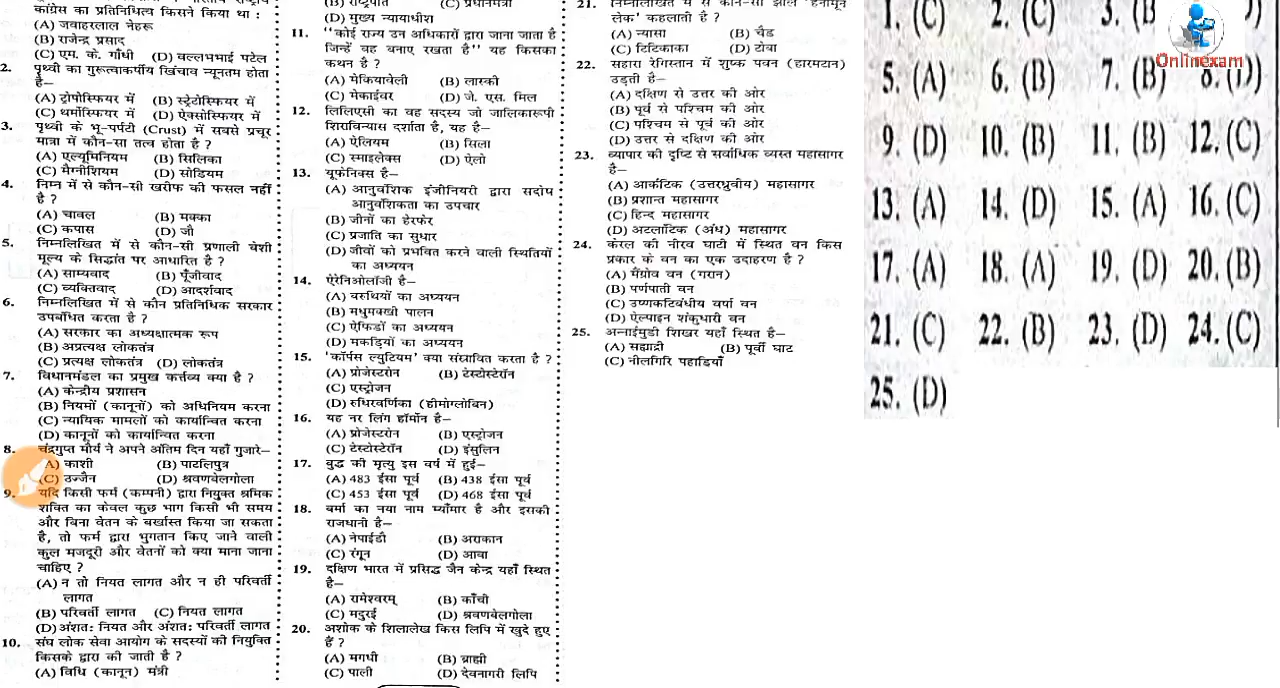 कांग्रेस का प्रतिनिधित्व किसने किया था :
(A) जवाहरलाल नेहरू
(B) राजेन्द्र प्रसाद
(C) एम. के. गाँधी (D) वल्लभभाई पटेल
2. पृथ्वी का गुरूत्वाकर्षीय खिंचाव न्यूनतम होता
है—
(A) ट्रोपोस्फियर में (B) स्ट्रेटोस्फियर में
(C) थर्मोस्फियर में (D) ऐक्सोस्फियर में
3. पृथ्वी के भू-पर्पटी (Crust) में सबसे प्रचूर
मात्रा में कौन-सा तत्व होता है ?
(A) एल्यूमिनियम (B) सिलिका
(C) मैग्नीशियम (D) सोडियम
4. निम्न में से कौन-सी खरीफ की फसल नहीं
है ?
(A) चावल (B) मक्का
(C) कपास (D) जौ
5. निम्नलिखित में से कौन-सी प्रणाली वेशी
मूल्य के सिद्धांत पर आधारित है ?
(A) साम्यवाद (B) पूँजीवाद
(C) व्यक्तिवाद (D) आदर्शवाद
6. निम्नलिखित में से कौन प्रतिनिधिक सरकार
उपबंधित करता है ?
(A) सरकार का अध्यक्षात्मक रूप
(B) अप्रत्यक्ष लोकतंत्र
(C) प्रत्यक्ष लोकतंत्र (D) लोकतंत्र
7. विधानमंडल का प्रमुख कर्त्तव्य क्या है ?
(A) केन्द्रीय प्रशासन
(B) नियमों (कानूनों) को अधिनियम करना
(C) न्यायिक मामलों को कार्यान्वित करना
(D) कानूनों को कार्यान्वित करना
8. चंद्रगुप्त मौर्य ने अपने अंतिम दिन यहाँ गुजारे—
(A) काशी (B) पाटलिपुत्र
(C) उज्जैन (D) श्रवणबेलगोला
9. यदि किसी फर्म (कम्पनी) द्वारा नियुक्त श्रमिक
शक्ति का केवल कुछ भाग किसी भी समय
और बिना वेतन के बर्खास्त किया जा सकता
है, तो फर्म द्वारा भुगतान किए जाने वाली
कुल मजदूरी और वेतनों को क्या माना जाना
चाहिए ?
(A) न तो नियत लागत और न ही परिवर्ती
लागत
(B) परिवर्ती लागत (C) नियत लागत
(D) अंशतः नियत और अंशतः परिवर्ती लागत
10. संघ लोक सेवा आयोग के सदस्यों की नियुक्ति
किसके द्वारा की जाती है ?
(A) विधि (कानून) मंत्री
(B) राष्ट्रपति (C) प्रधानमंत्री
(D) मुख्य न्यायाधीश
11. "कोई राज्य उन अधिकारों द्वारा जाना जाता है
जिन्हें वह बनाए रखता है" यह किसका
कथन है ?
(A) मेकियावेली (B) लास्की
(C) मेकाईवर (D) जे. एस. मिल
12. लिलिएसी का वह सदस्य जो जालिकारूपी
शिराविन्यास दर्शाता है, यह है—
(A) ऐलियम (B) सिला
(C) स्माइलेक्स (D) ऐलो
13. यूफेनिक्स है—
(A) आनुवंशिक इंजीनियरी द्वारा सदोष
आनुवाँशिकता का उपचार
(B) जीनों का हेरफेर
(C) प्रजाति का सुधार
(D) जीवों को प्रभवित करने वाली स्थितियों
का अध्ययन
14. ऐरेनिओलॉजी है—
(A) वरुथियों का अध्ययन
(B) मधुमक्खी पालन
(C) ऐफिडों का अध्ययन
(D) मकड़ियों का अध्ययन
15. 'कॉर्पस ल्युटियम' क्या संस्रावित करता है ?
(A) प्रोजेस्टरोन (B) टेस्टोस्टेरॉन
(C) एस्ट्रोजन
(D) रुधिरवर्णिका (हीमोग्लोबिन)
16. यह नर लिंग हॉर्मोन है—
(A) प्रोजेस्टरोन (B) एस्ट्रोजन
(C) टेस्टोस्टेरॉन (D) इंसुलिन
17. बुद्ध की मृत्यु इस वर्ष में हुई—
(A) 483 ईसा पूर्व (B) 438 ईसा पूर्व
(C) 453 ईसा पूर्व (D) 468 ईसा पूर्व
18. बर्मा का नया नाम म्याँमार है और इसकी
राजधानी है—
(A) नेपाईडी (B) अराकान
(C) रंगून (D) आवा
19. दक्षिण भारत में प्रसिद्ध जैन केन्द्र यहाँ स्थित
है—
(A) रामेश्वरम् (B) काँची
(C) मदुरई (D) श्रवणबेलगोला
20. अशोक के शिलालेख किस लिपि में खुदे हुए
हैं ?
(A) मगधी (B) ब्राह्मी
(C) पाली (D) देवनागरी लिपि
21. निम्नलिखित में से कौन-सी झील 'हनीमून
लेक' कहलाती है ?
(A) न्यासा (B) चैड
(C) टिटिकाका (D) टोबा
22. सहारा रेगिस्तान में शुष्क पवन (हारमटान)
उड़ती है—
(A) दक्षिण से उत्तर की ओर
(B) पूर्व से पश्चिम की ओर
(C) पश्चिम से पूर्व की ओर
(D) उत्तर से दक्षिण की ओर
23. व्यापार की दृष्टि से सर्वाधिक व्यस्त महासागर
है—
(A) आर्कटिक (उत्तरध्रुवीय) महासागर
(B) प्रशान्त महासागर
(C) हिन्द महासागर
(D) अटलांटिक (अंध) महासागर
24. केरल की नीरव घाटी में स्थित वन किस
प्रकार के वन का एक उदाहरण है ?
(A) मैंग्रोव वन (गरान)
(B) पर्णपाती वन
(C) उष्णकटिबंधीय वर्षा वन
(D) ऐल्पाइन शंकुधारी वन
25. अन्नाईमुडी शिखर यहाँ स्थित है—
(A) सह्याद्री (B) पूर्वी घाट
(C) नीलगिरि पहाड़ियाँ
1. (C) 2. (C) 3. (B
Onlinexam
5. (A) 6. (B) 7. (B) 8. (D)
9. (D) 10. (B) 11. (B) 12. (C)
13. (A) 14. (D) 15. (A) 16. (C)
17. (A) 18. (A) 19. (D) 20. (B)
21. (C) 22. (B) 23. (D) 24. (C)
25. (D)